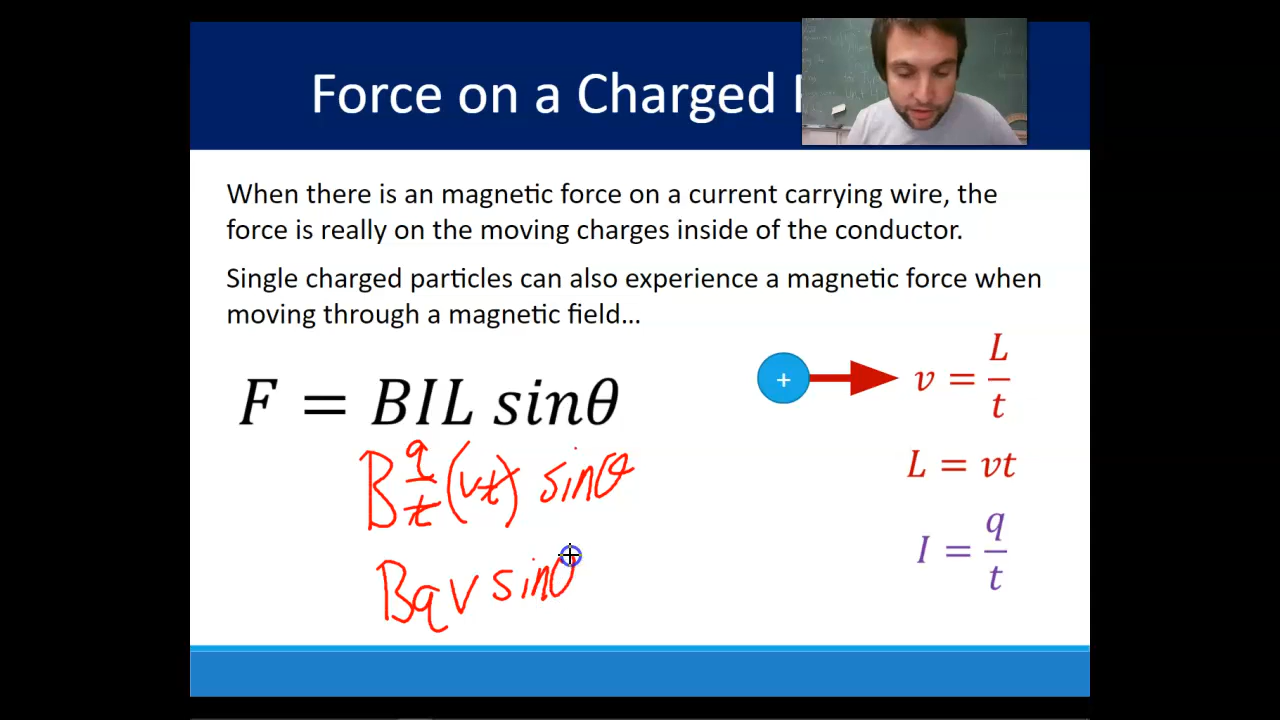 Force on a Charged
When there is an magnetic force on a current carrying wire, the
force is really on the moving charges inside of the conductor.
Single charged particles can also experience a magnetic force when
moving through a magnetic field...
F = BIL sinθ
B q/t (vt) sinθ
Bqv sinθ
+
v = L/t
L = vt
I = q/t